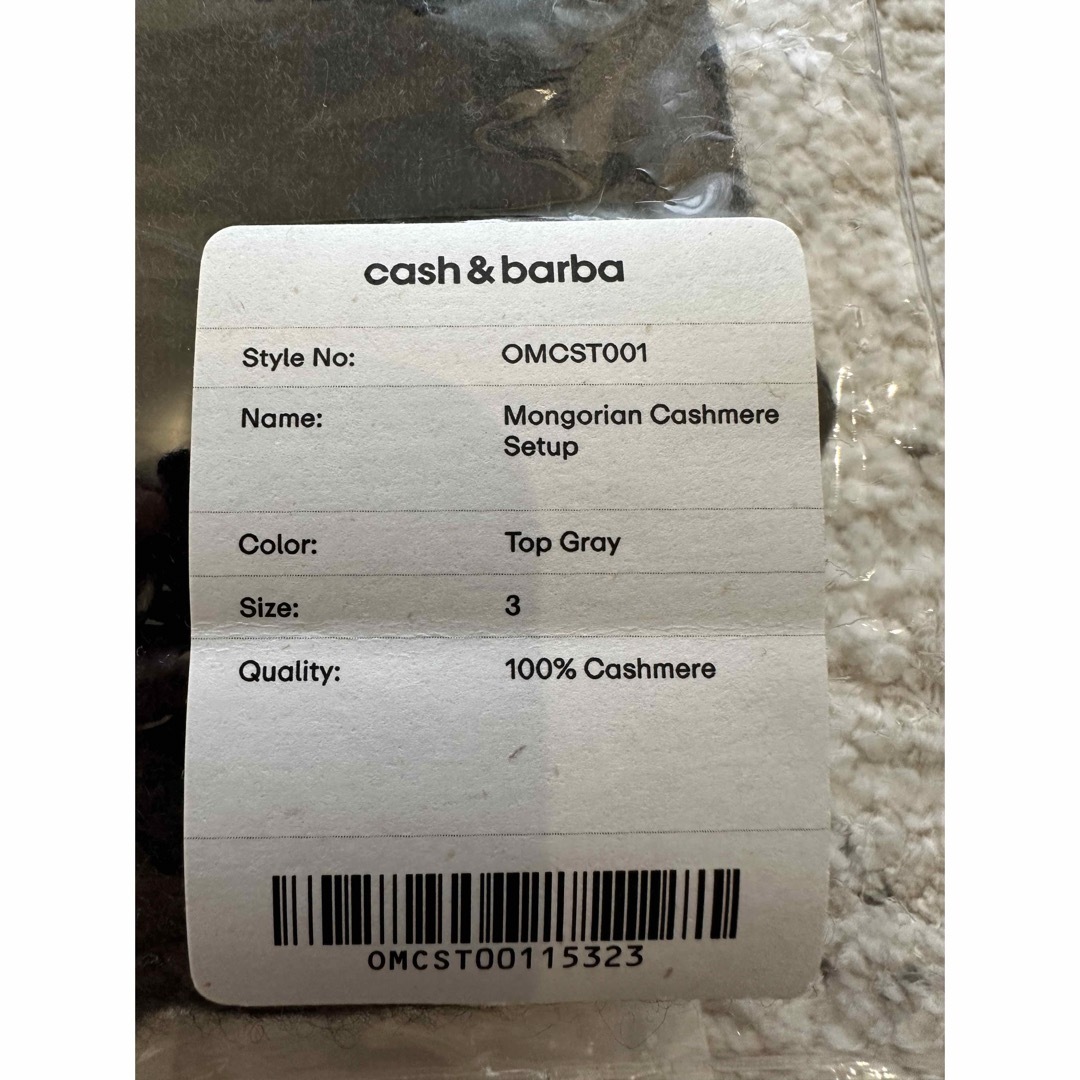 cash & barba
Style No: OMCST001
Name: Mongorian Cashmere
Setup
Color: Top Gray
Size: 3
Quality: 100% Cashmere
OMCST00115323